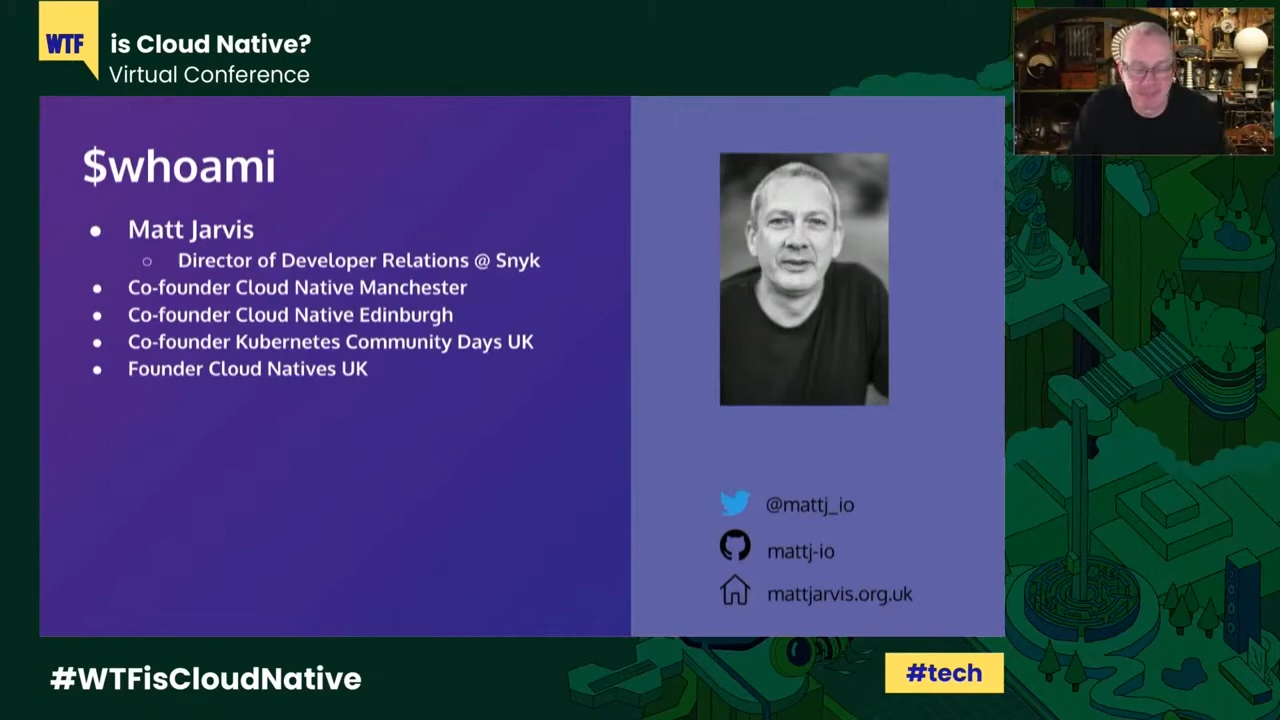 WTF is Cloud Native?
Virtual Conference
$whoami
● Matt Jarvis
○ Director of Developer Relations @ Snyk
● Co-founder Cloud Native Manchester
● Co-founder Cloud Native Edinburgh
● Co-founder Kubernetes Community Days UK
● Founder Cloud Natives UK
@mattj_io
mattj-io
mattjarvis.org.uk
#WTFisCloudNative
#tech